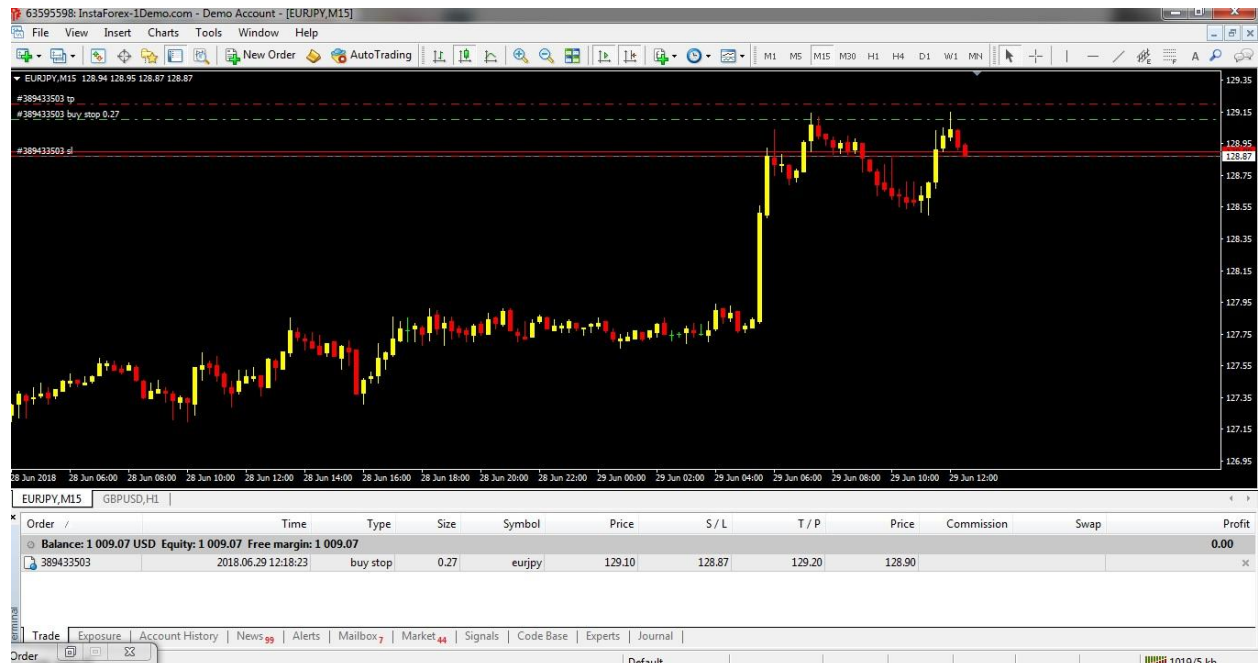 63595598: InstaForex-1Demo.com - Demo Account - [EURJPY,M15]
File View Insert Charts Tools Window Help
New Order AutoTrading M1 M5 M15 M30 H1 H4 D1 W1 MN
EURJPY,M15 128.94 128.95 128.87 128.87
129.35
#389433503 tp
#389433503 buy stop 0.27
129.15
#389433503 sl
128.95
128.87
128.75
128.55
128.35
128.15
127.95
127.75
127.55
127.35
127.15
126.95
28 Jun 2018 28 Jun 06:00 28 Jun 08:00 28 Jun 10:00 28 Jun 12:00 28 Jun 14:00 28 Jun 16:00 28 Jun 18:00 28 Jun 20:00 28 Jun 22:00 29 Jun 00:00 29 Jun 02:00 29 Jun 04:00 29 Jun 06:00 29 Jun 08:00 29 Jun 10:00 29 Jun 12:00
EURJPY,M15 GBPUSD,H1
Order / Time Type Size Symbol Price S / L T / P Price Commission Swap Profit
Balance: 1 009.07 USD Equity: 1 009.07 Free margin: 1 009.07 0.00
389433503 2018.06.29 12:18:23 buy stop 0.27 eurjpy 129.10 128.87 129.20 128.90
Trade Exposure Account History News 99 Alerts Mailbox 7 Market 44 Signals Code Base Experts Journal
Order
Default
1019/5 kb